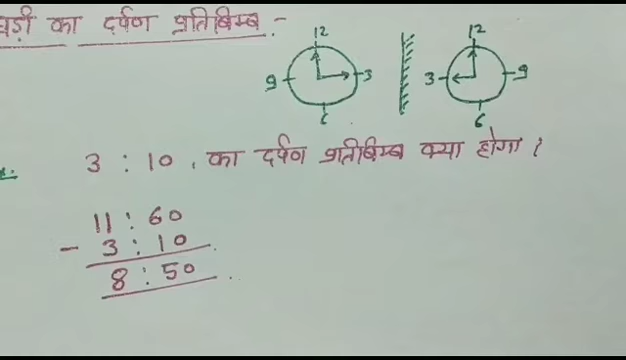 घड़ी का दर्पण प्रतिबिम्ब :-
12 12
9 3 3 9
6 6
3 : 10 , का दर्पण प्रतिबिम्ब क्या होगा ?
11 : 60
- 3 : 10
8 : 50